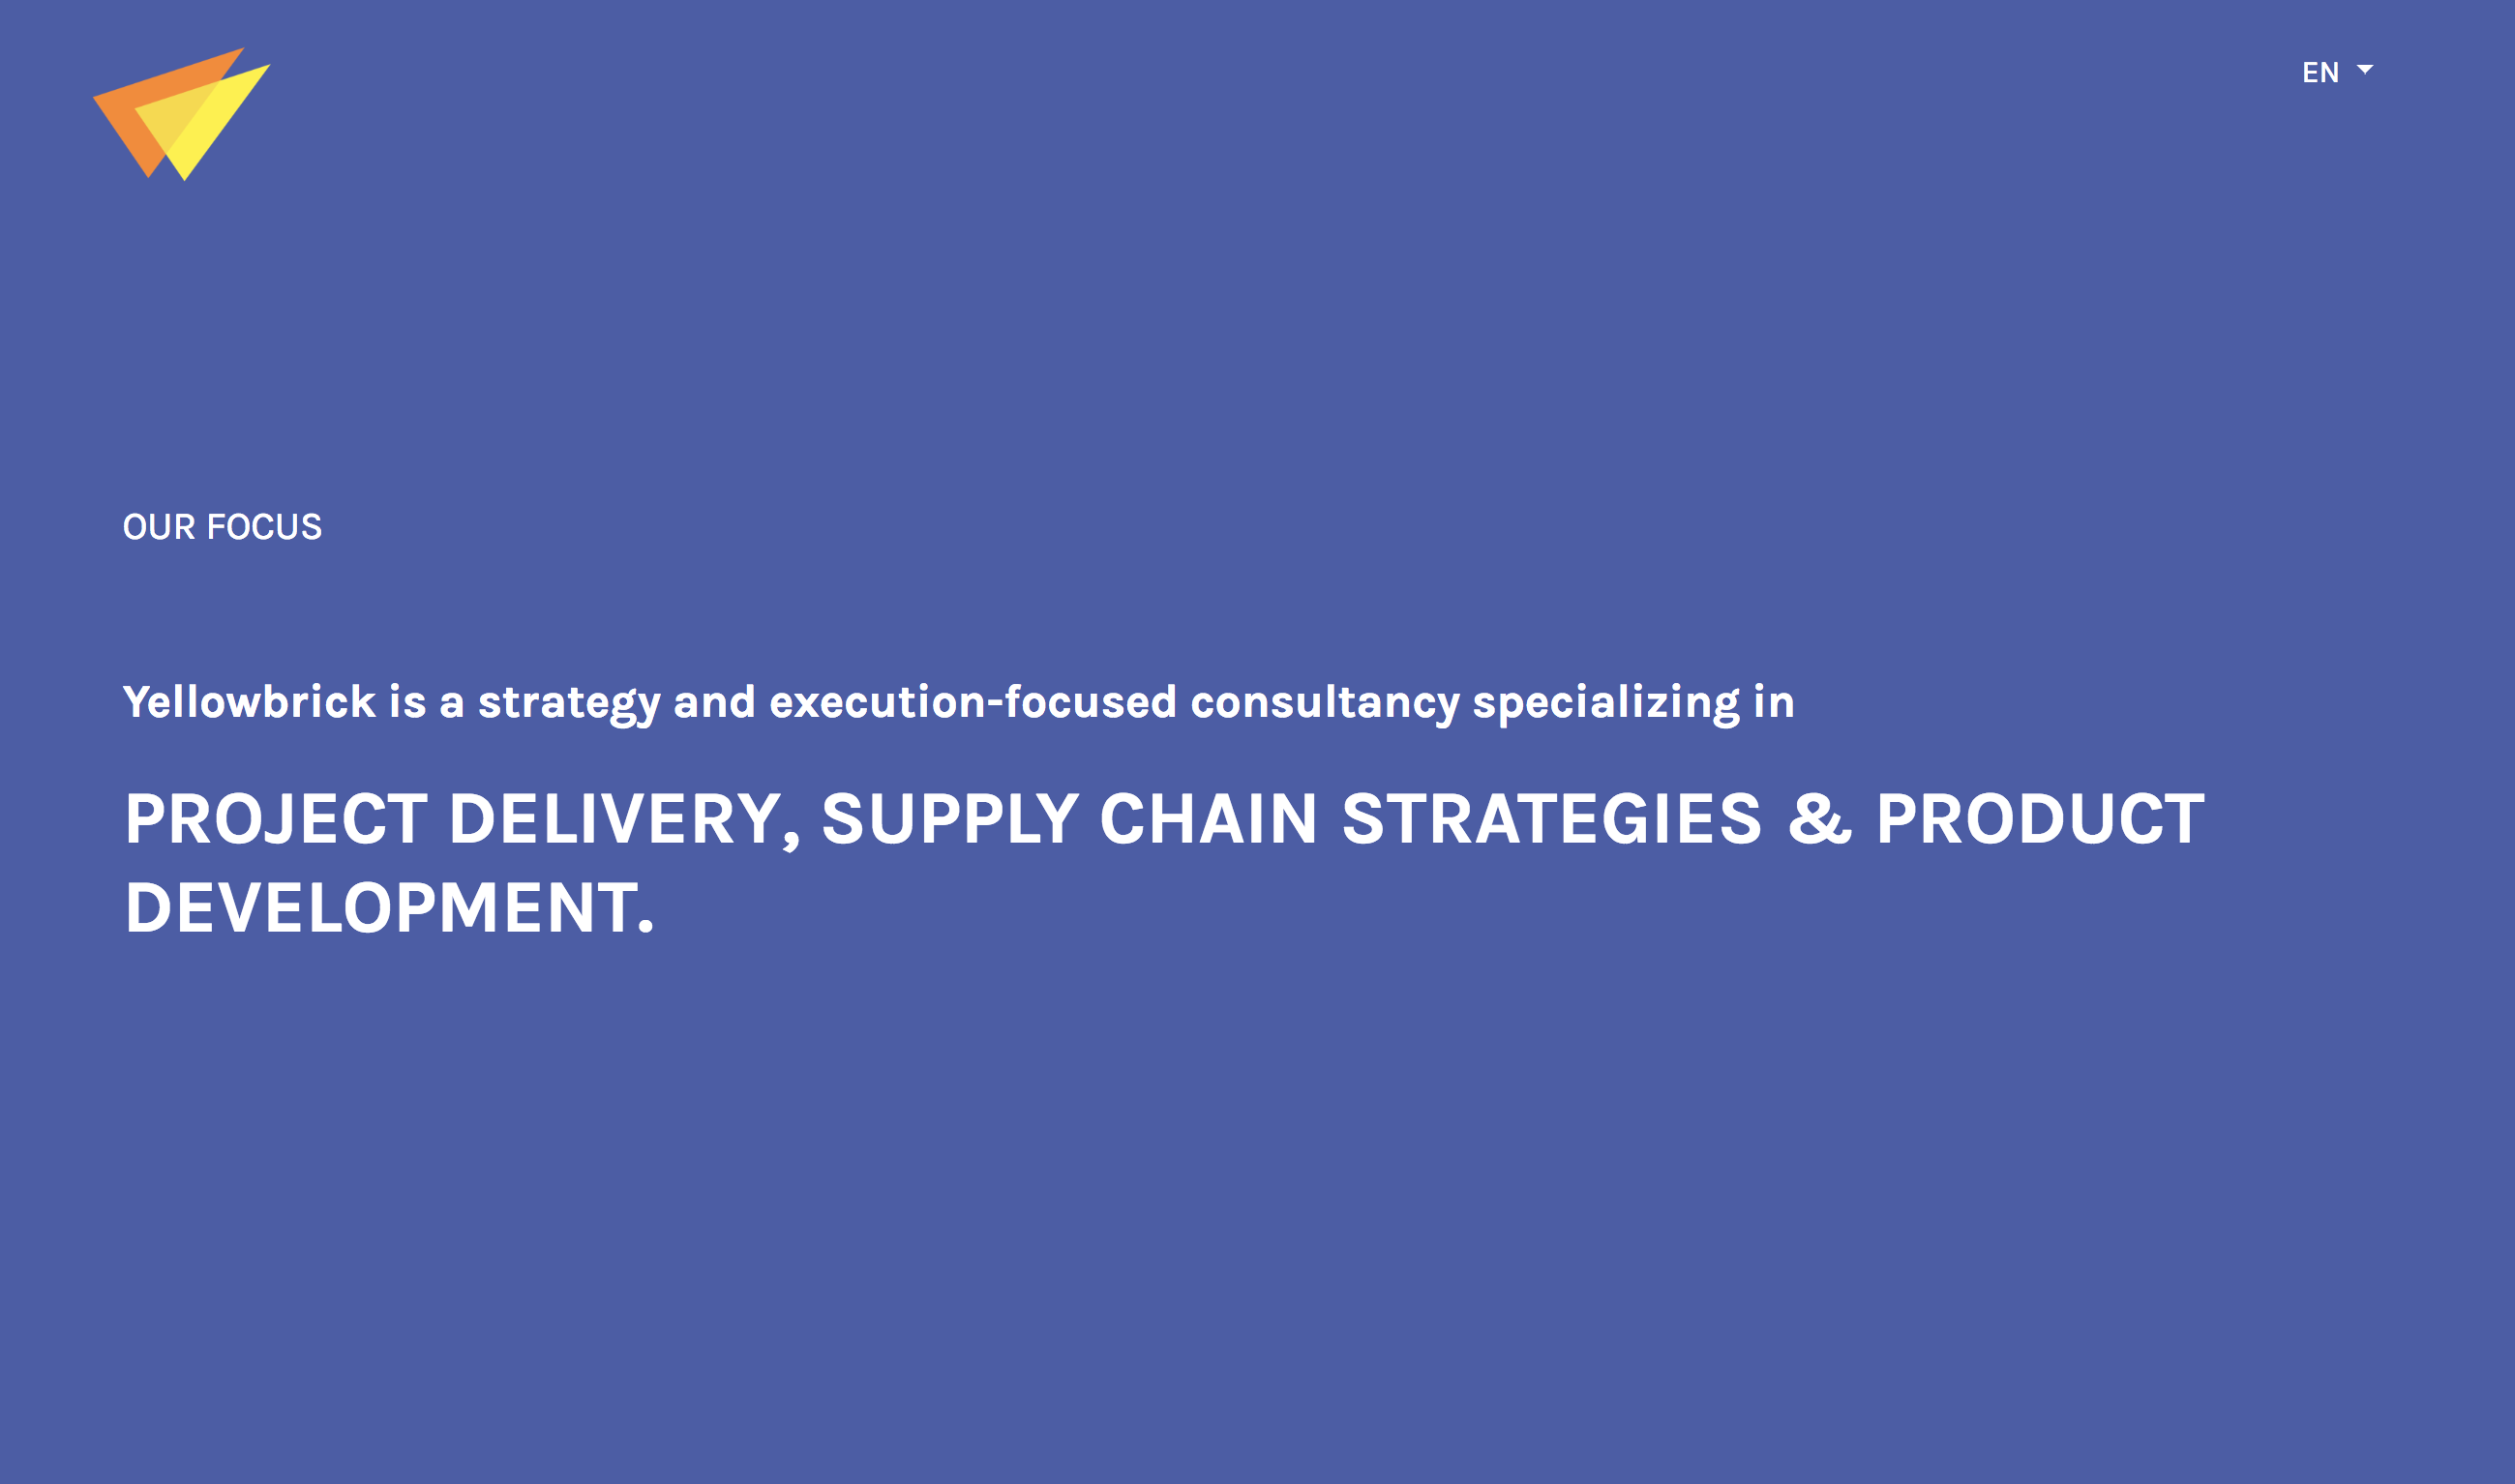 EN
OUR FOCUS
Yellowbrick is a strategy and execution-focused consultancy specializing in
PROJECT DELIVERY, SUPPLY CHAIN STRATEGIES & PRODUCT
DEVELOPMENT.